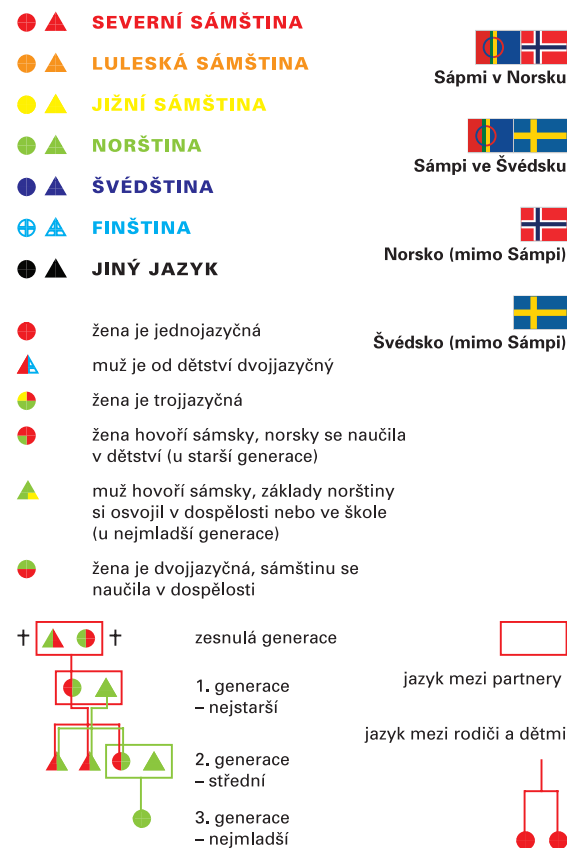 SEVERNÍ SÁMŠTINA
LULESKÁ SÁMŠTINA
JIŽNÍ SÁMŠTINA
NORŠTINA
ŠVÉDŠTINA
FINŠTINA
JINÝ JAZYK
Sápmi v Norsku
Sámpi ve Švédsku
Norsko (mimo Sámpi)
Švédsko (mimo Sámpi)
žena je jednojazyčná
muž je od dětství dvojjazyčný
žena je trojjazyčná
žena hovoří sámsky, norsky se naučila
v dětství (u starší generace)
muž hovoří sámsky, základy norštiny
si osvojil v dospělosti nebo ve škole
(u nejmladší generace)
žena je dvojjazyčná, sámštinu se
naučila v dospělosti
† †
zesnulá generace
1. generace
– nejstarší
2. generace
– střední
3. generace
– nejmladší
jazyk mezi partnery
jazyk mezi rodiči a dětmi